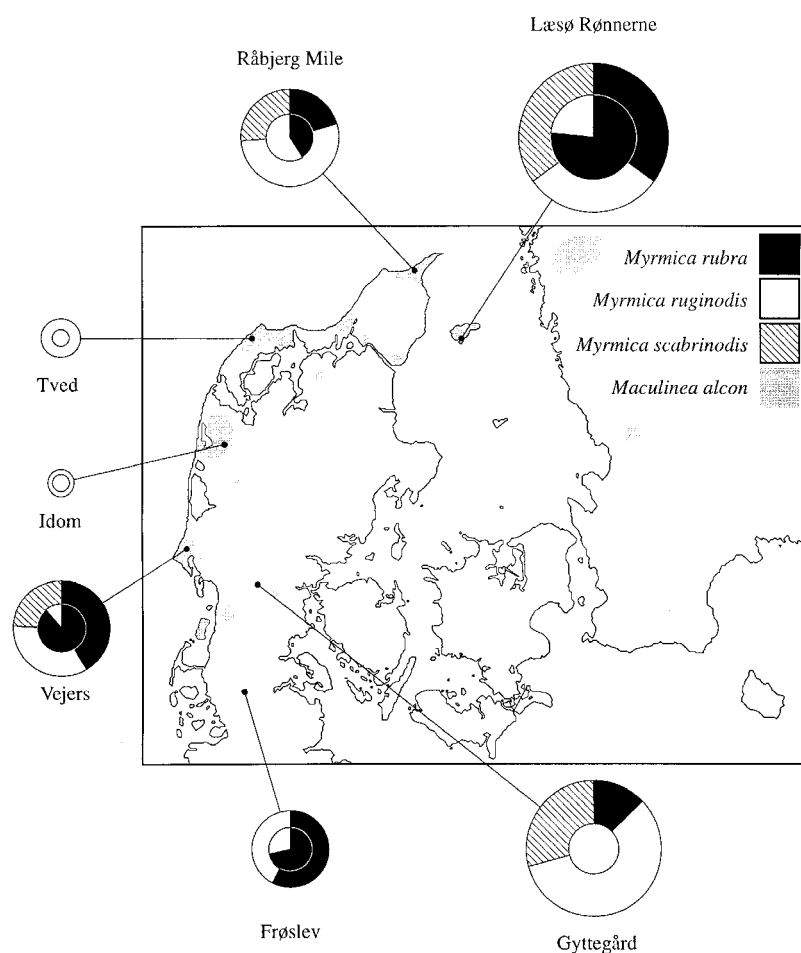 Læsø Rønnerne
Råbjerg Mile
Myrmica rubra
Myrmica ruginodis
Myrmica scabrinodis
Maculinea alcon
Tved
Idom
Vejers
Frøslev
Gyttegård